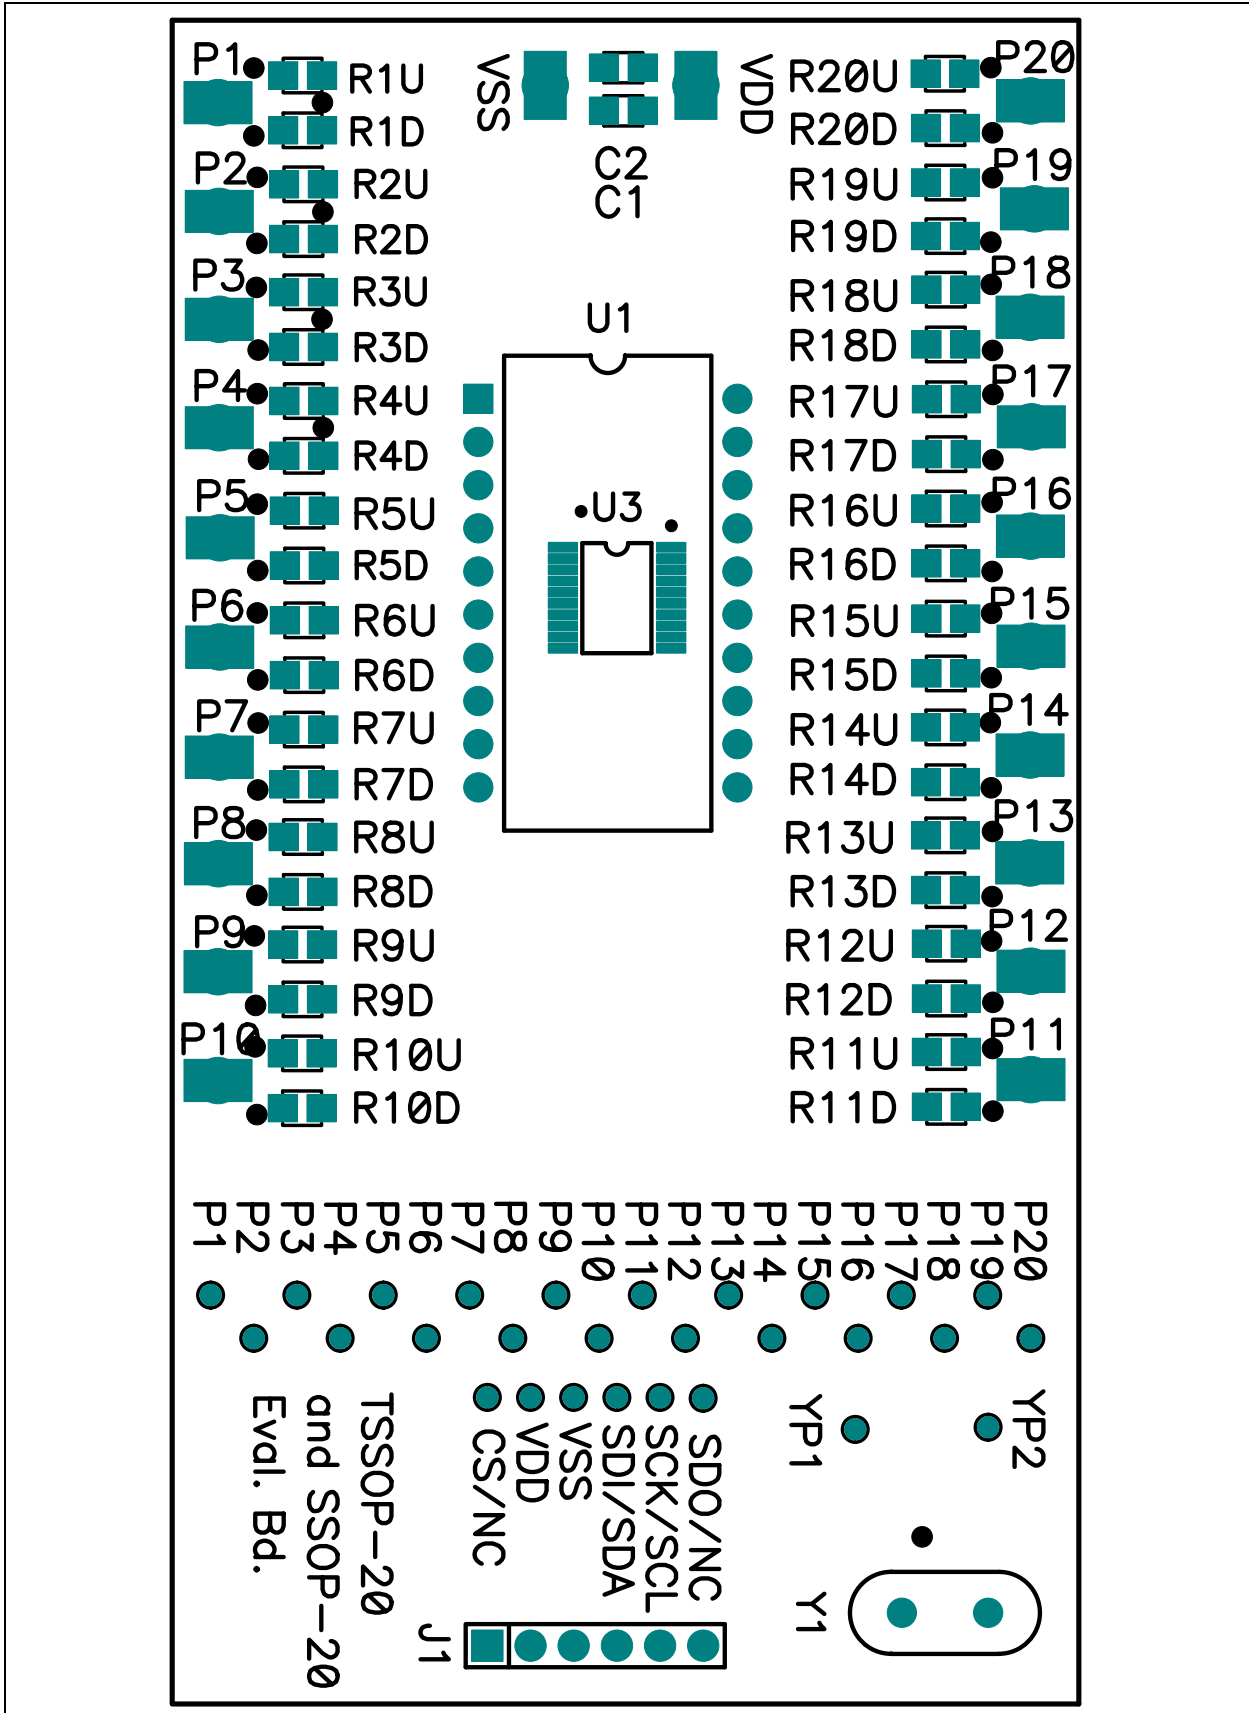 P1
R1U
R1D
P2
R2U
R2D
P3
R3U
R3D
P4
R4U
R4D
P5
R5U
R5D
P6
R6U
R6D
P7
R7U
R7D
P8
R8U
R8D
P9
R9U
R9D
P10
R10U
R10D
VSS
C2
C1
VDD
U1
U3
R20U
P20
R20D
R19U
P19
R19D
R18U
P18
R18D
R17U
P17
R17D
R16U
P16
R16D
R15U
P15
R15D
R14U
P14
R14D
R13U
P13
R13D
R12U
P12
R12D
R11U
P11
R11D
P1
P2
P3
P4
P5
P6
P7
P8
P9
P10
P11
P12
P13
P14
P15
P16
P17
P18
P19
P20
TSSOP-20
and SSOP-20
Eval. Bd.
CS/NC
VDD
VSS
SDI/SDA
SCK/SCL
SDO/NC
J1
YP1
YP2
Y1